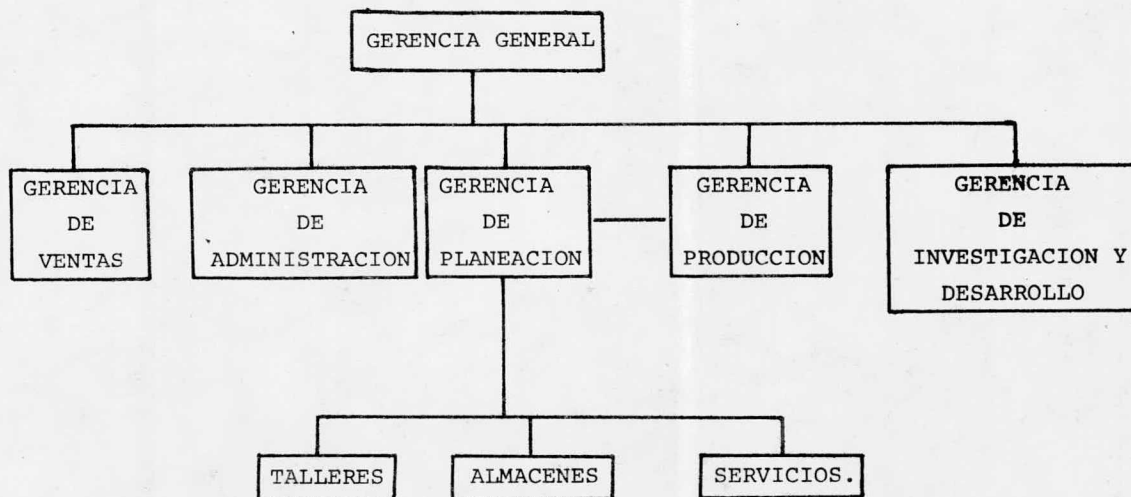 GERENCIA GENERAL
GERENCIA
DE
VENTAS
GERENCIA
DE
ADMINISTRACION
GERENCIA
DE
PLANEACION
GERENCIA
DE
PRODUCCION
GERENCIA
DE
INVESTIGACION Y
DESARROLLO
TALLERES
ALMACENES
SERVICIOS.